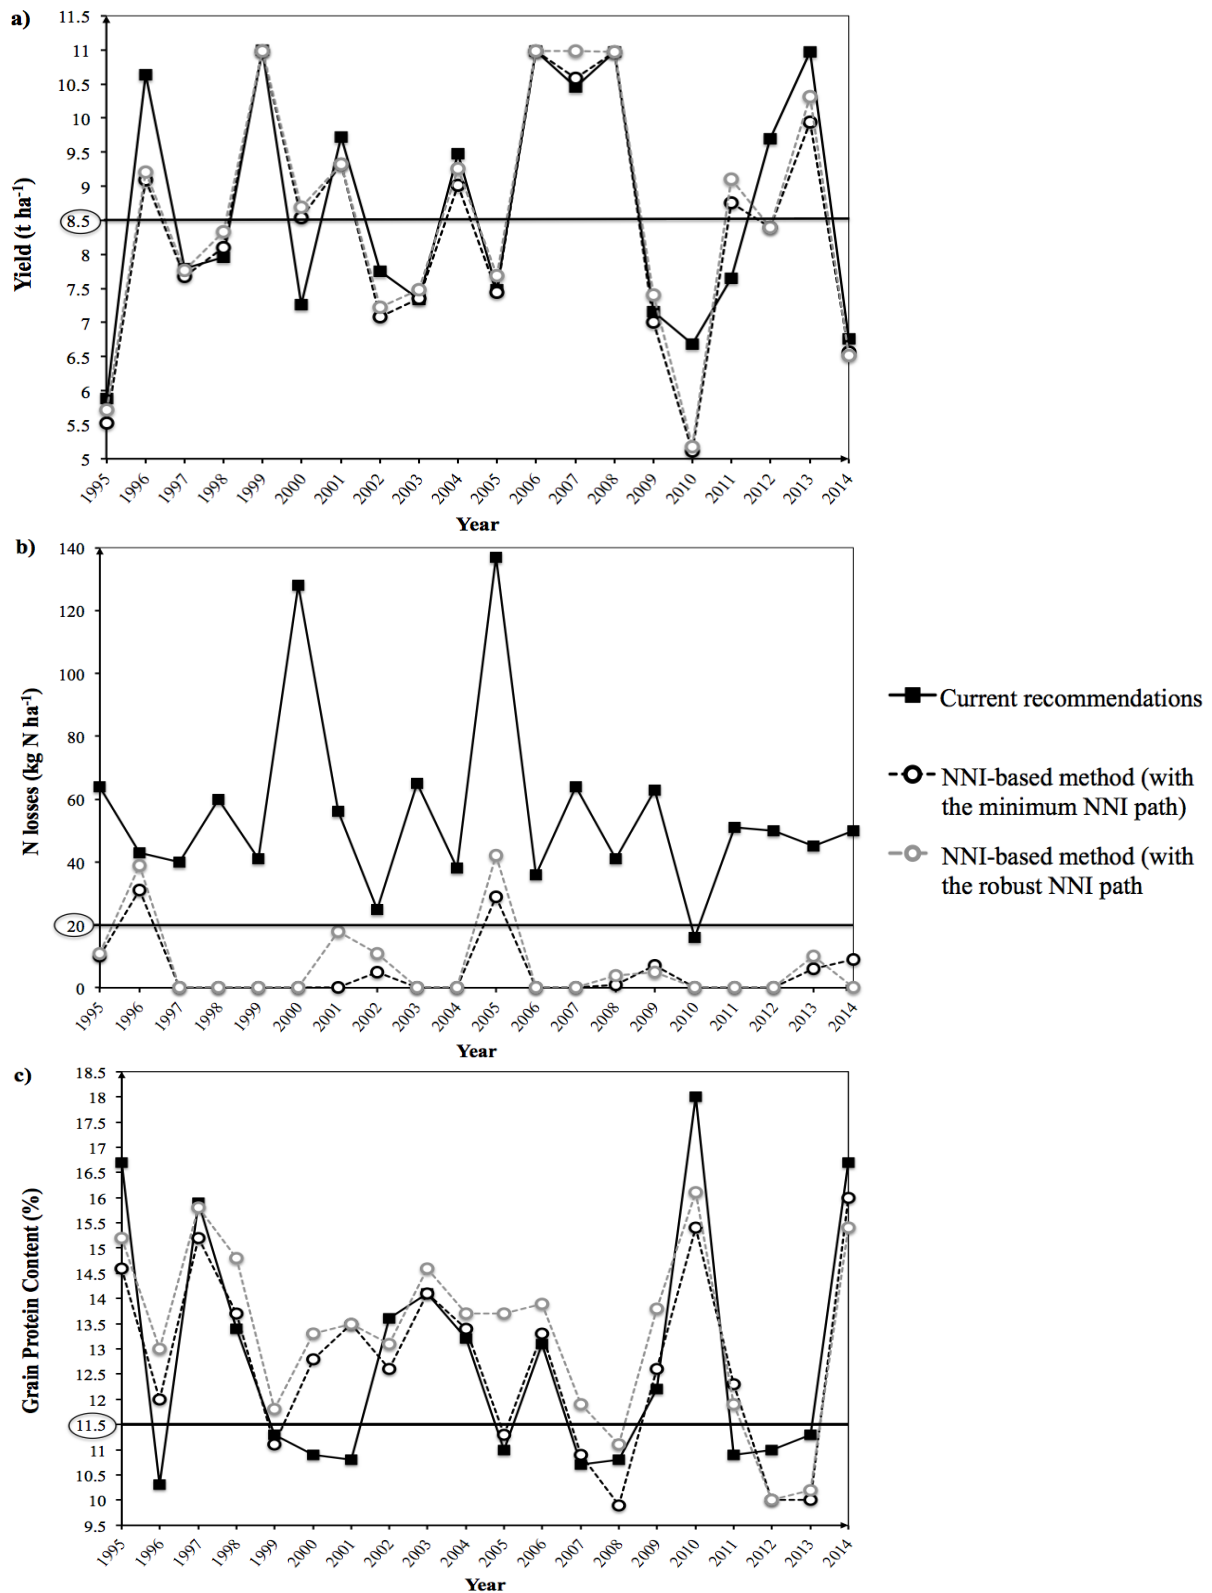 a)
11.5
11
10.5
10
9.5
9
8.5
8
7.5
7
6.5
6
5.5
5
Yield (t ha-1)
1995 1996 1997 1998 1999 2000 2001 2002 2003 2004 2005 2006 2007 2008 2009 2010 2011 2012 2013 2014
Year
b)
140
120
100
80
60
40
20
0
N losses (kg N ha-1)
1995 1996 1997 1998 1999 2000 2001 2002 2003 2004 2005 2006 2007 2008 2009 2010 2011 2012 2013 2014
Year
Current recommendations
NNI-based method (with
the minimum NNI path)
NNI-based method (with
the robust NNI path
c)
18.5
18
17.5
17
16.5
16
15.5
15
14.5
14
13.5
13
12.5
12
11.5
11
10.5
10
9.5
Grain Protein Content (%)
1995 1996 1997 1998 1999 2000 2001 2002 2003 2004 2005 2006 2007 2008 2009 2010 2011 2012 2013 2014
Year